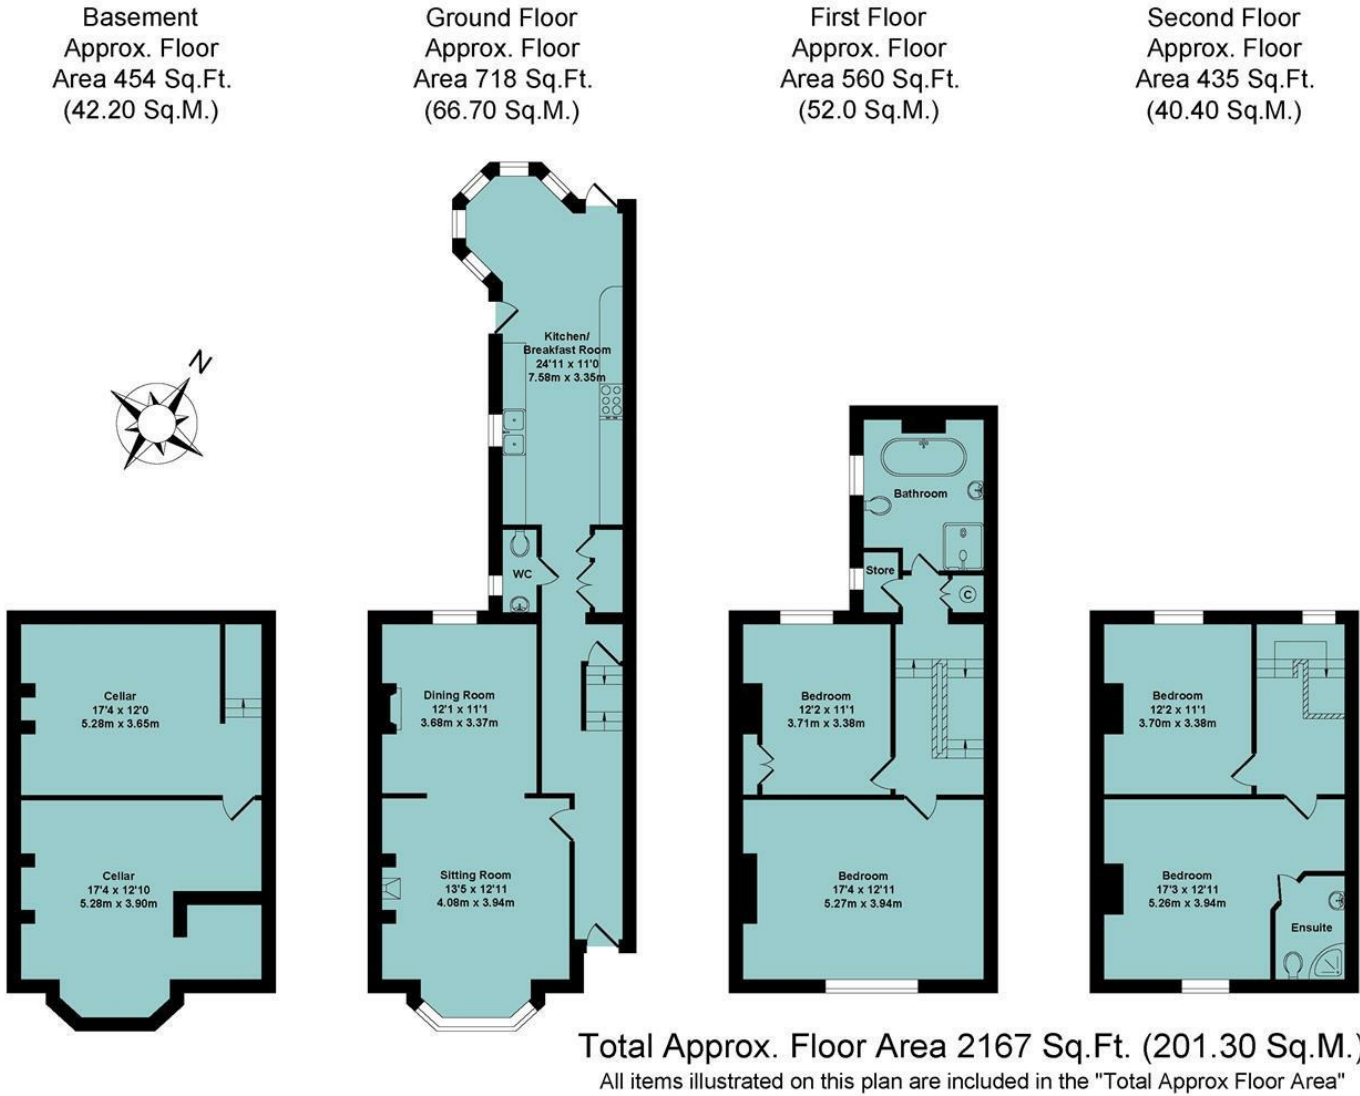 Basement
Approx. Floor
Area 454 Sq.Ft.
(42.20 Sq.M.)
Ground Floor
Approx. Floor
Area 718 Sq.Ft.
(66.70 Sq.M.)
First Floor
Approx. Floor
Area 560 Sq.Ft.
(52.0 Sq.M.)
Second Floor
Approx. Floor
Area 435 Sq.Ft.
(40.40 Sq.M.)
N
Kitchen/
Breakfast Room
24'11 x 11'0
7.58m x 3.35m
WC
Bathroom
Store
C
Cellar
17'4 x 12'0
5.28m x 3.65m
Dining Room
12'1 x 11'1
3.68m x 3.37m
Bedroom
12'2 x 11'1
3.71m x 3.38m
Bedroom
12'2 x 11'1
3.70m x 3.38m
Cellar
17'4 x 12'10
5.28m x 3.90m
Sitting Room
13'5 x 12'11
4.08m x 3.94m
Bedroom
17'4 x 12'11
5.27m x 3.94m
Bedroom
17'3 x 12'11
5.26m x 3.94m
Ensuite
Total Approx. Floor Area 2167 Sq.Ft. (201.30 Sq.M.)
All items illustrated on this plan are included in the "Total Approx Floor Area"